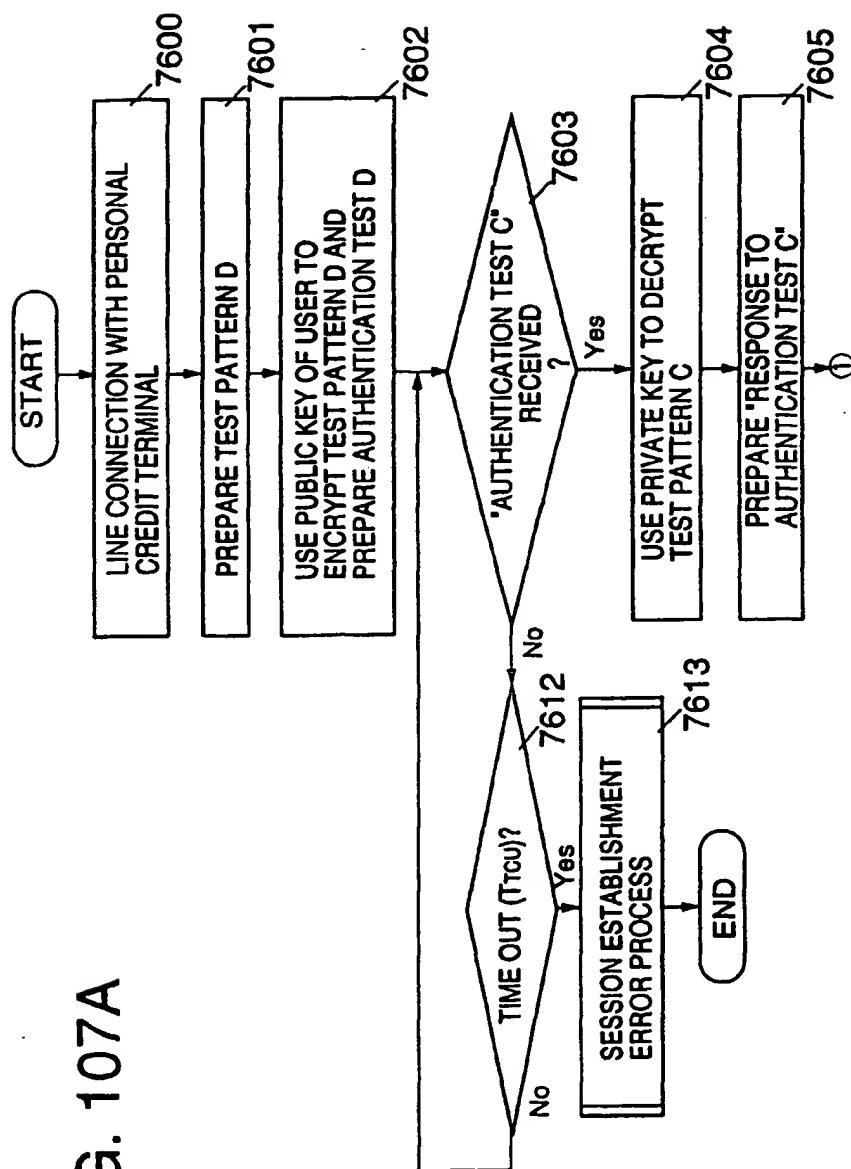 G. 107A
START
LINE CONNECTION WITH PERSONAL
CREDIT TERMINAL
7600
PREPARE TEST PATTERN D
7601
USE PUBLIC KEY OF USER TO
ENCRYPT TEST PATTERN D AND
PREPARE AUTHENTICATION TEST D
7602
"AUTHENTICATION TEST C"
RECEIVED
?
7603
Yes
No
USE PRIVATE KEY TO DECRYPT
TEST PATTERN C
7604
PREPARE "RESPONSE TO
AUTHENTICATION TEST C"
7605
1
TIME OUT (TTCU)?
7612
Yes
No
SESSION ESTABLISHMENT
ERROR PROCESS
7613
END